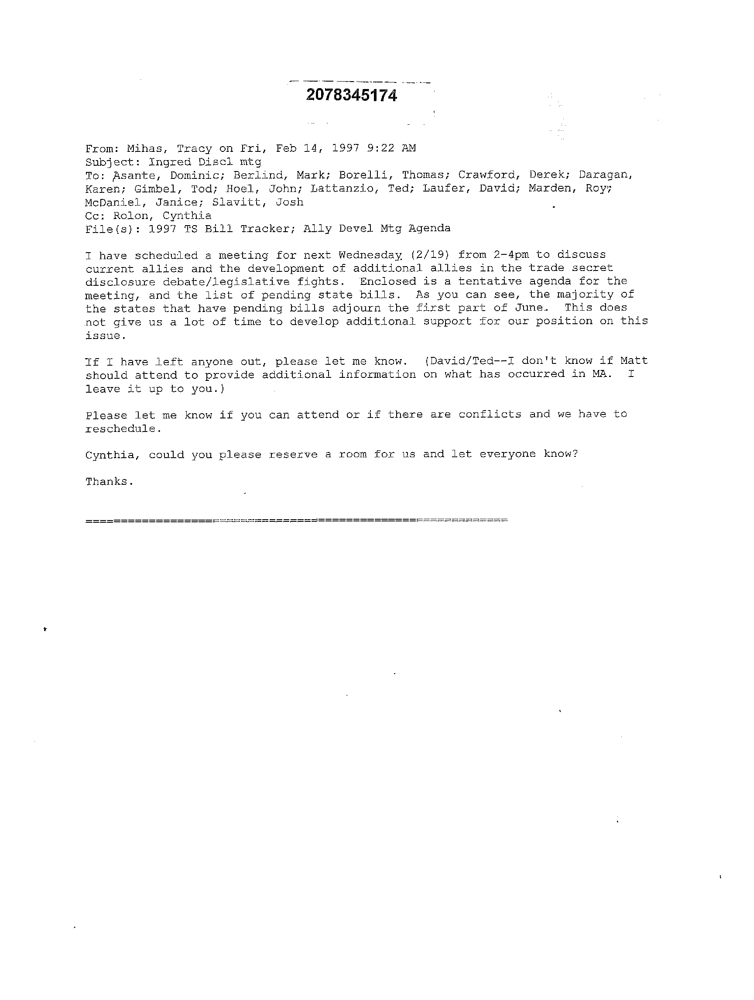 2078345174
From: Mihas, Tracy on Fri, Feb 14, 1997 9:22 AM
Subject: Ingred Discl mtg
To: Asante, Dominic; Berlind, Mark; Borelli, Thomas; Crawford, Derek; Daragan,
Karen; Gimbel, Tod; Hoel, John; Lattanzio, Ted; Laufer, David; Marden, Roy;
McDaniel, Janice; Slavitt, Josh
Cc: Rolon, Cynthia
File(s): 1997 TS Bill Tracker; Ally Devel Mtg Agenda
I have scheduled a meeting for next Wednesday (2/19) from 2-4pm to discuss
current allies and the development of additional allies in the trade secret
disclosure debate/legislative fights.  Enclosed is a tentative agenda for the
meeting, and the list of pending state bills.  As you can see, the majority of
the states that have pending bills adjourn the first part of June.  This does
not give us a lot of time to develop additional support for our position on this
issue.
If I have left anyone out, please let me know.  (David/Ted--I don't know if Matt
should attend to provide additional information on what has occurred in MA.  I
leave it up to you.)
Please let me know if you can attend or if there are conflicts and we have to
reschedule.
Cynthia, could you please reserve a room for us and let everyone know?
Thanks.